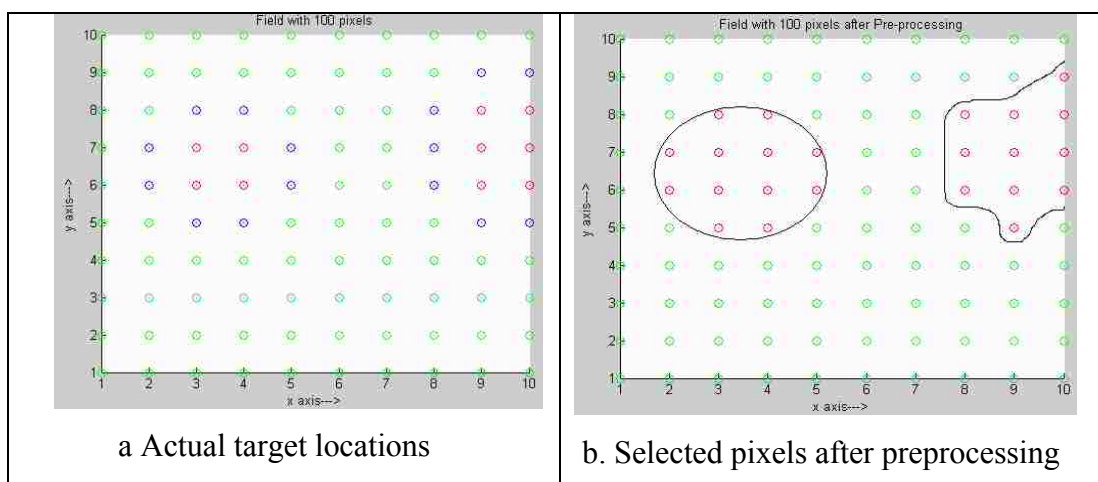 Field with 100 pixels
10
9
8
7
6
5
4
3
2
1
y axis--->
1 2 3 4 5 6 7 8 9 10
x axis--->
a Actual target locations
Field with 100 pixels after Pre-processing
10
9
8
7
6
5
4
3
2
1
y axis--->
1 2 3 4 5 6 7 8 9 10
x axis--->
b. Selected pixels after preprocessing